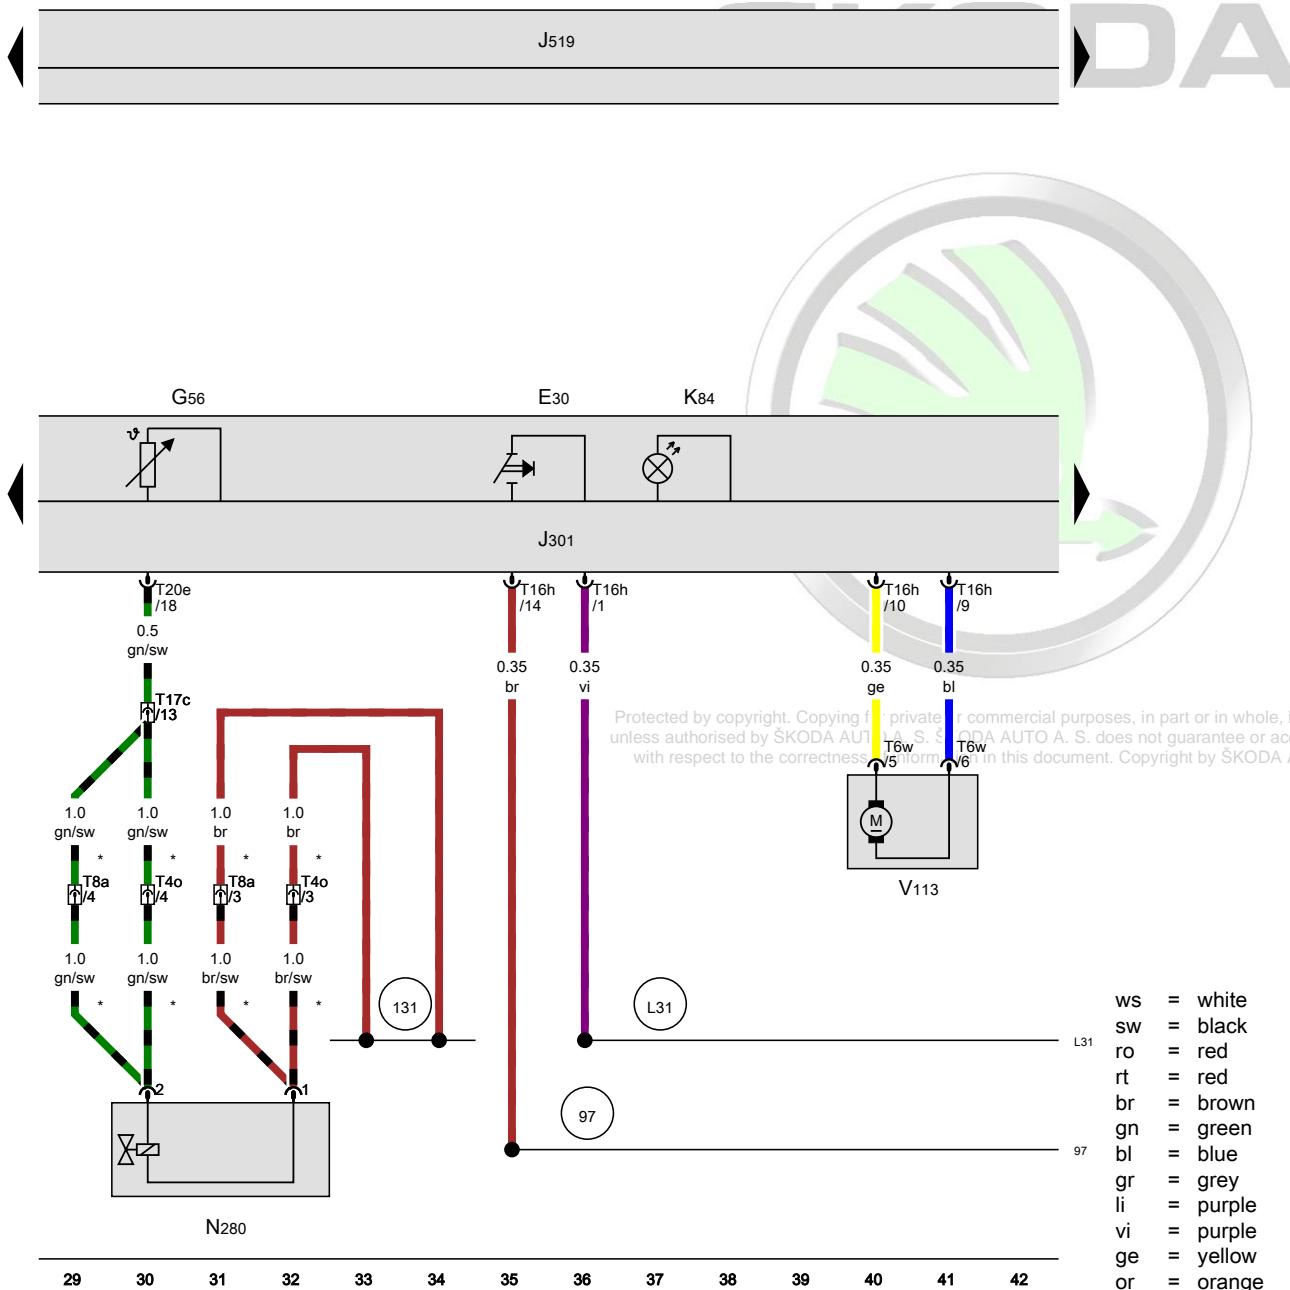 ŠKODA
J519
G56
E30
K84
J301
T20e
/18
T16h
/14
T16h
/1
T16h
/10
T16h
/9
0.5
gn/sw
0.35
br
0.35
vi
0.35
ge
0.35
bl
T17c
/13
Protected by copyright. Copying for private or commercial purposes, in part or in whole, i
unless authorised by ŠKODA AUTO A. S. ŠKODA AUTO A. S. does not guarantee or acc
with respect to the correctness of information in this document. Copyright by ŠKODA A
T6w
/5
T6w
/6
M
V113
1.0
gn/sw
*
1.0
gn/sw
*
1.0
br
*
1.0
br
*
T8a
/4
T4o
/4
T8a
/3
T4o
/3
1.0
gn/sw
*
1.0
gn/sw
*
1.0
br/sw
*
1.0
br/sw
*
131
L31
L31
97
97
2
1
N280
ws = white
sw = black
ro = red
rt = red
br = brown
gn = green
bl = blue
gr = grey
li = purple
vi = purple
ge = yellow
or = orange
29 30 31 32 33 34 35 36 37 38 39 40 41 42